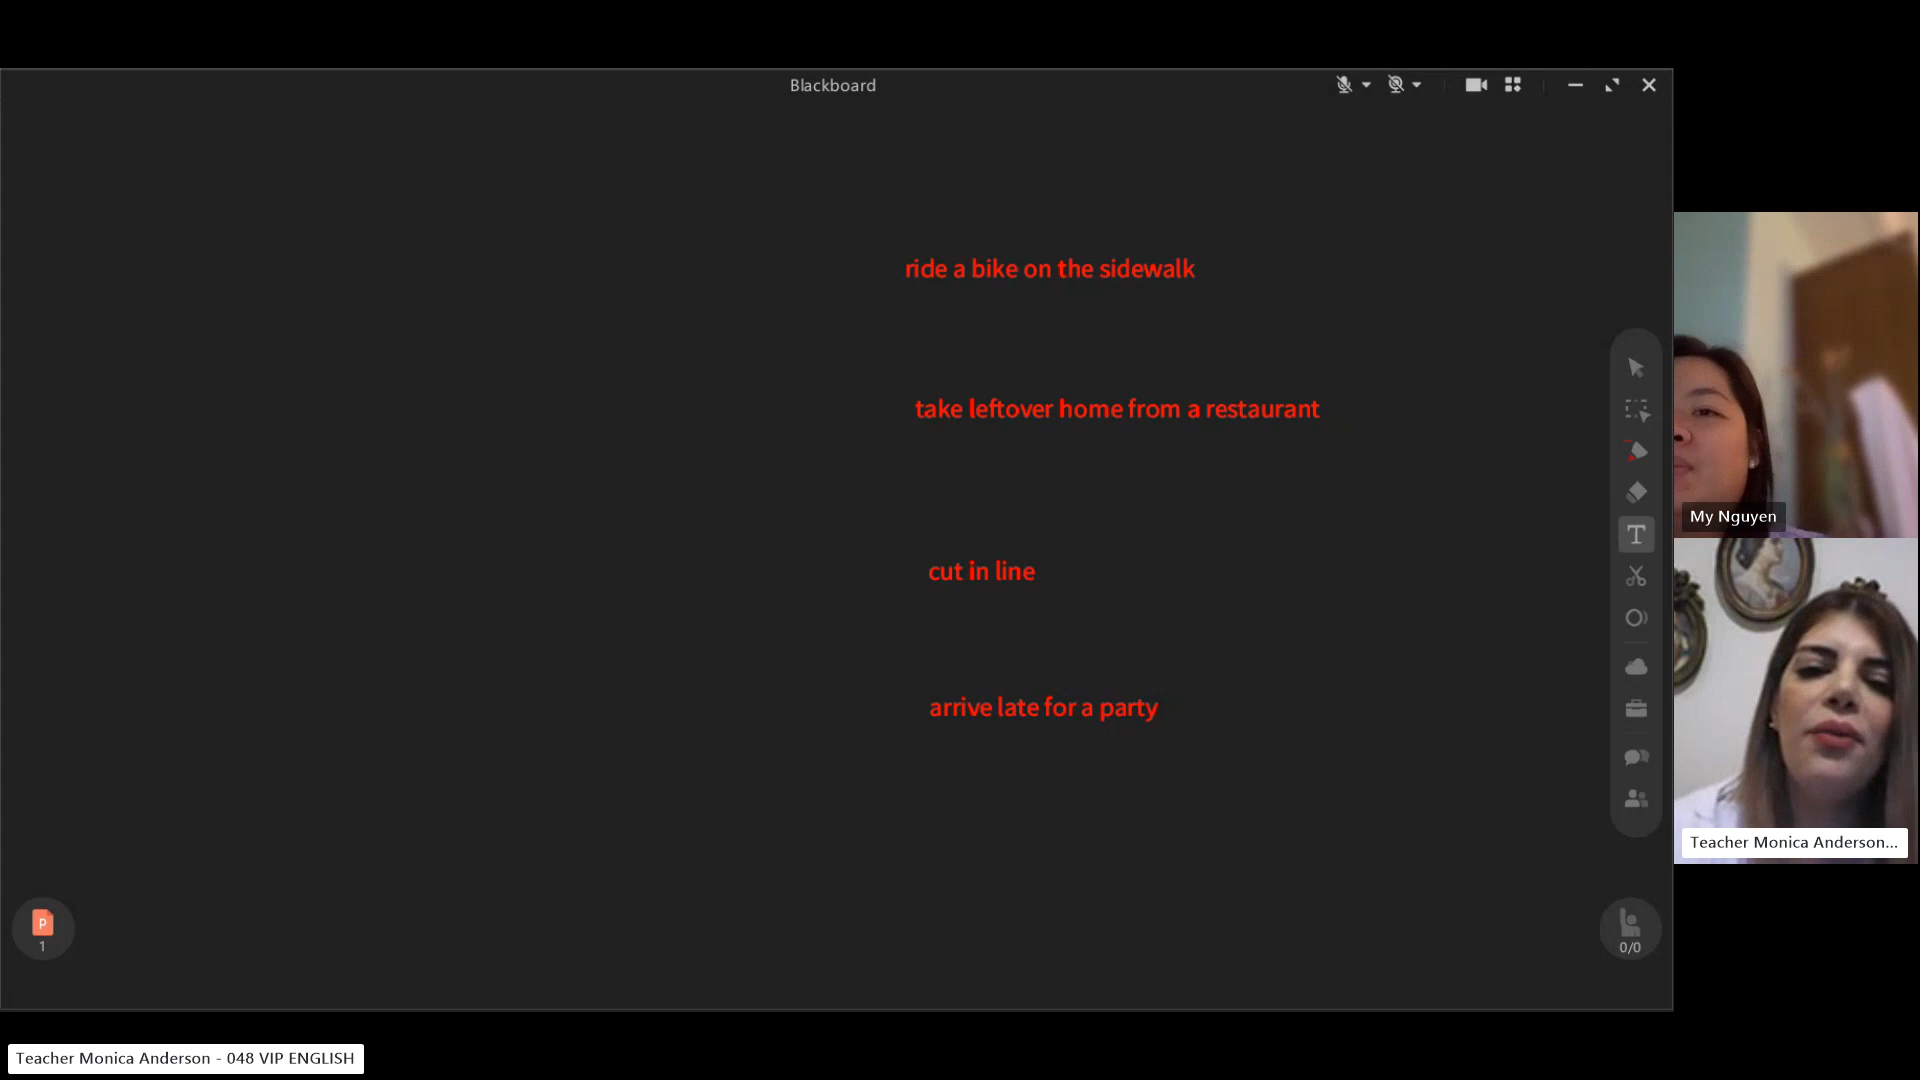 Blackboard
ride a bike on the sidewalk
take leftover home from a restaurant
cut in line
arrive late for a party
My Nguyen
Teacher Monica Anderson...
P
1
0/0
Teacher Monica Anderson - 048 VIP ENGLISH